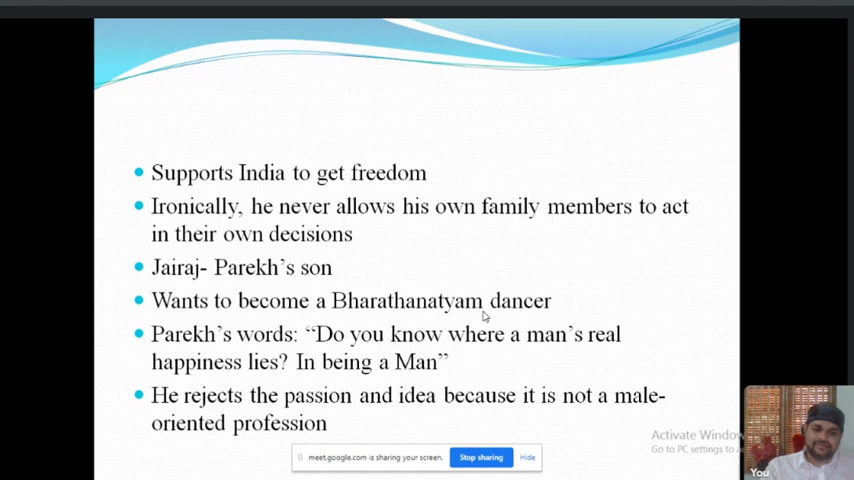 Supports India to get freedom
Ironically, he never allows his own family members to act
in their own decisions
Jairaj- Parekh's son
Wants to become a Bharathanatyam dancer
Parekh's words: “Do you know where a man's real
happiness lies? In being a Man”
He rejects the passion and idea because it is not a male-
oriented profession
meet.google.com is sharing your screen. Stop sharing Hide
Activate Window
Go to PC settings to
You